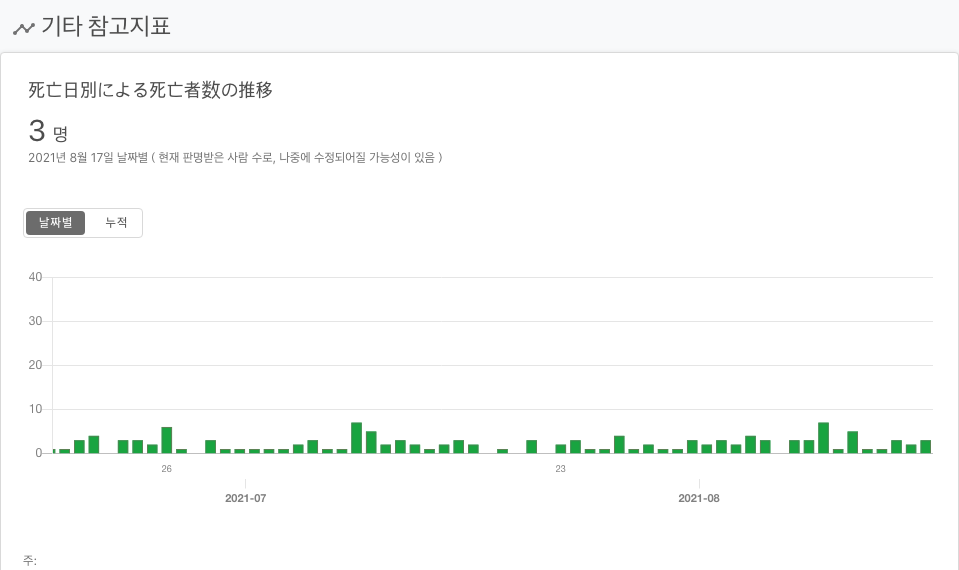 기타 참고지표
死亡日別による死亡者数の推移
3 명
2021년 8월 17일 날짜별 ( 현재 판명받은 사람 수로, 나중에 수정되어질 가능성이 있음 )
날짜별 누적
40
30
20
10
0
26 23
2021-07 2021-08
주: